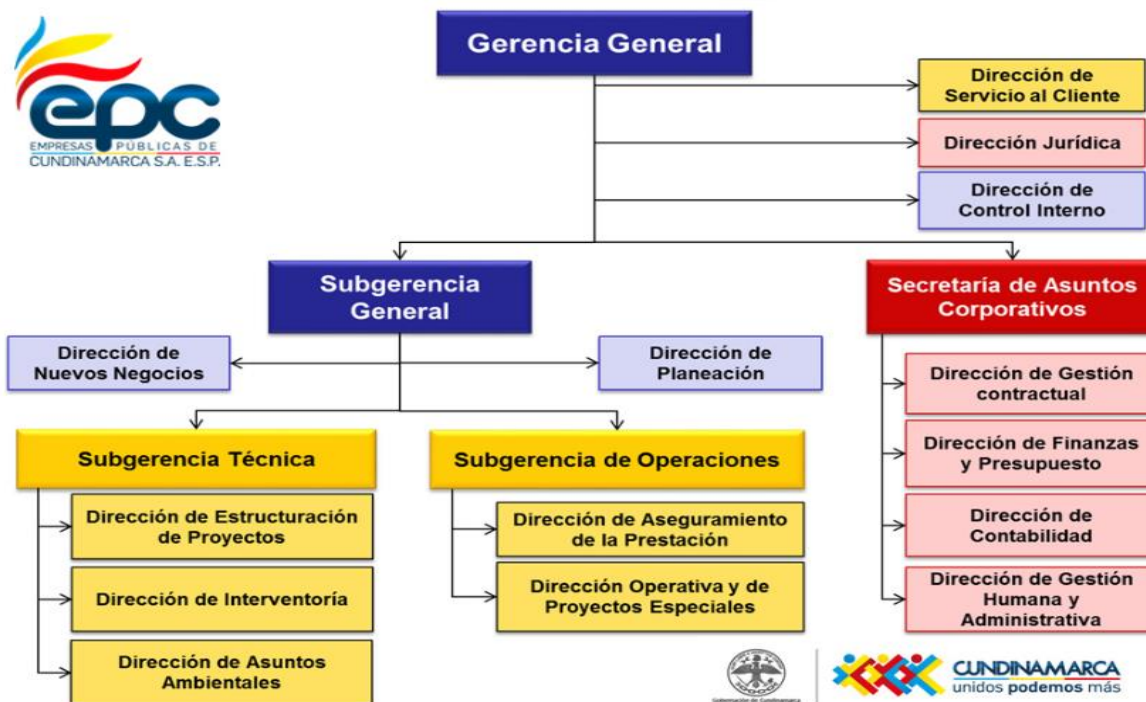 Gerencia General
epc
EMPRESAS PÚBLICAS DE
CUNDINAMARCA S.A. E.S.P.
Dirección de
Servicio al Cliente
Dirección Jurídica
Dirección de
Control Interno
Subgerencia
General
Secretaría de Asuntos
Corporativos
Dirección de
Nuevos Negocios
Dirección de
Planeación
Subgerencia Técnica
Dirección de Estructuración
de Proyectos
Dirección de Interventoría
Dirección de Asuntos
Ambientales
Subgerencia de Operaciones
Dirección de Aseguramiento
de la Prestación
Dirección Operativa y de
Proyectos Especiales
Dirección de Gestión
contractual
Dirección de Finanzas
y Presupuesto
Dirección de
Contabilidad
Dirección de Gestión
Humana y
Administrativa
Gobernación de Cundinamarca
CUNDINAMARCA
unidos podemos más